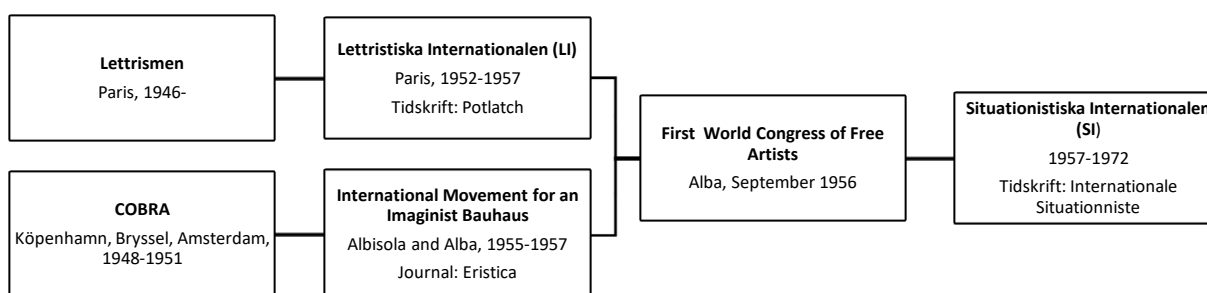 Lettrismen
Paris, 1946-
Lettristiska Internationalen (LI)
Paris, 1952-1957
Tidskrift: Potlatch
COBRA
Köpenhamn, Bryssel, Amsterdam,
1948-1951
International Movement for an
Imaginist Bauhaus
Albisola and Alba, 1955-1957
Journal: Eristica
First World Congress of Free
Artists
Alba, September 1956
Situationistiska Internationalen
(SI)
1957-1972
Tidskrift: Internationale
Situationniste